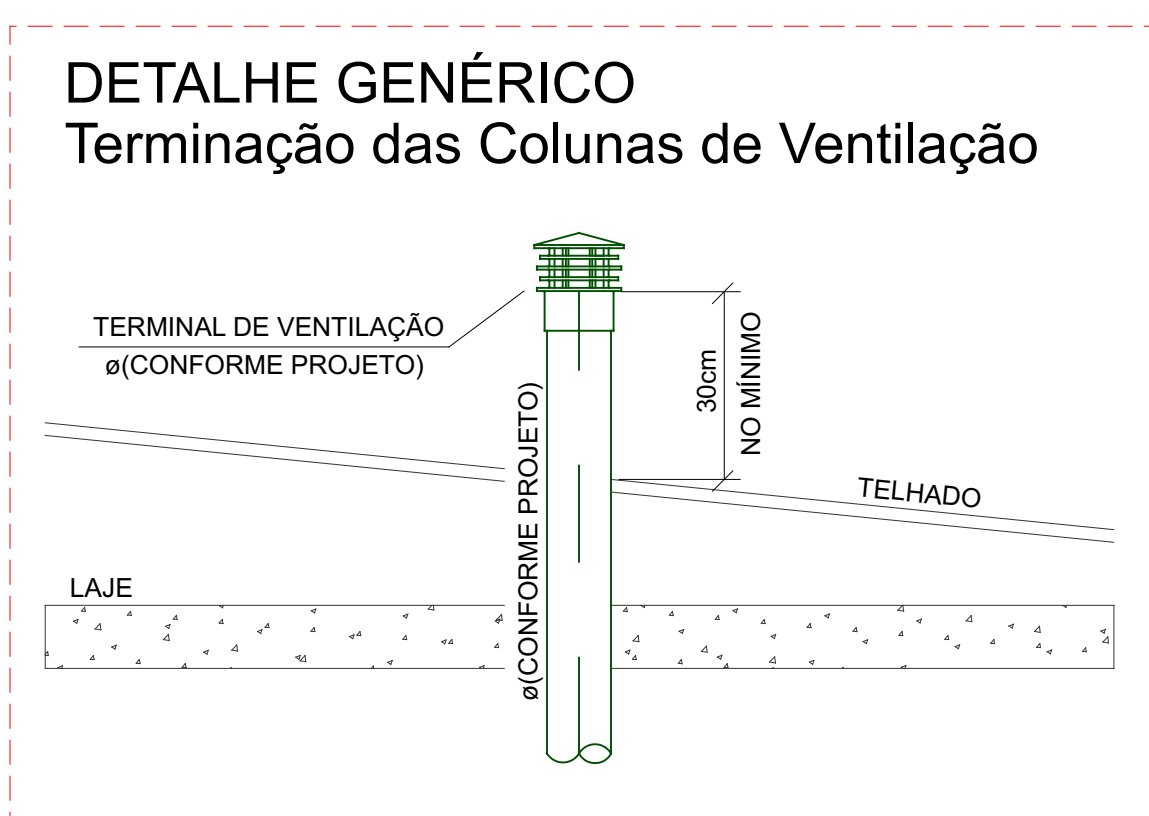 DETALHE GENÉRICO
Terminação das Colunas de Ventilação
TERMINAL DE VENTILAÇÃO
ø(CONFORME PROJETO)
ø(CONFORME PROJETO)
30cm
NO MÍNIMO
TELHADO
LAJE